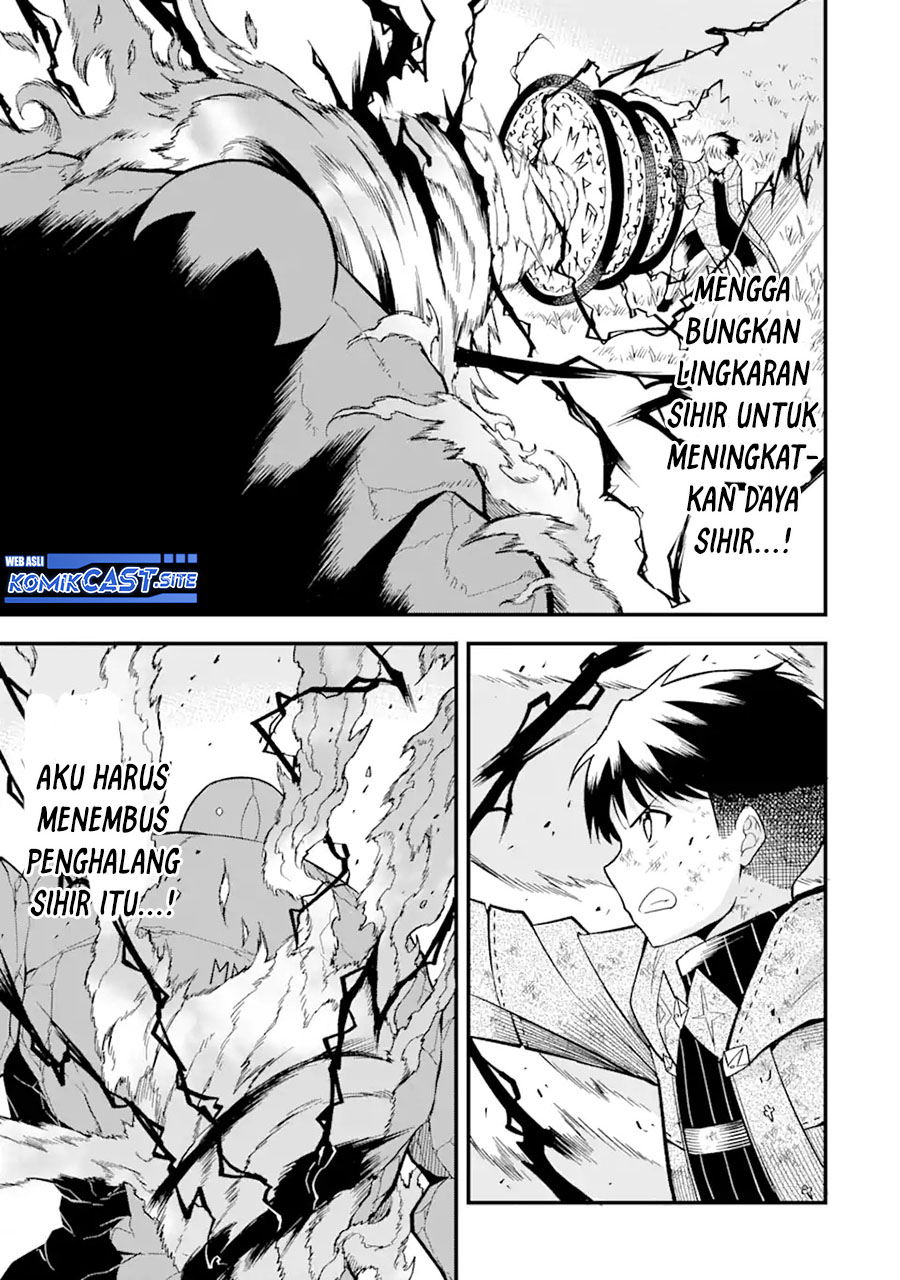 MENGGA
BUNGKAN
LINGKARAN
SIHIR UNTUK
MENINGKAT-
KAN DAYA
SIHIR...!
WEB ASLI
KOMIKCAST.SITE
AKU HARUS
MENEMBUS
PENGHALANG
SIHIR ITU...!